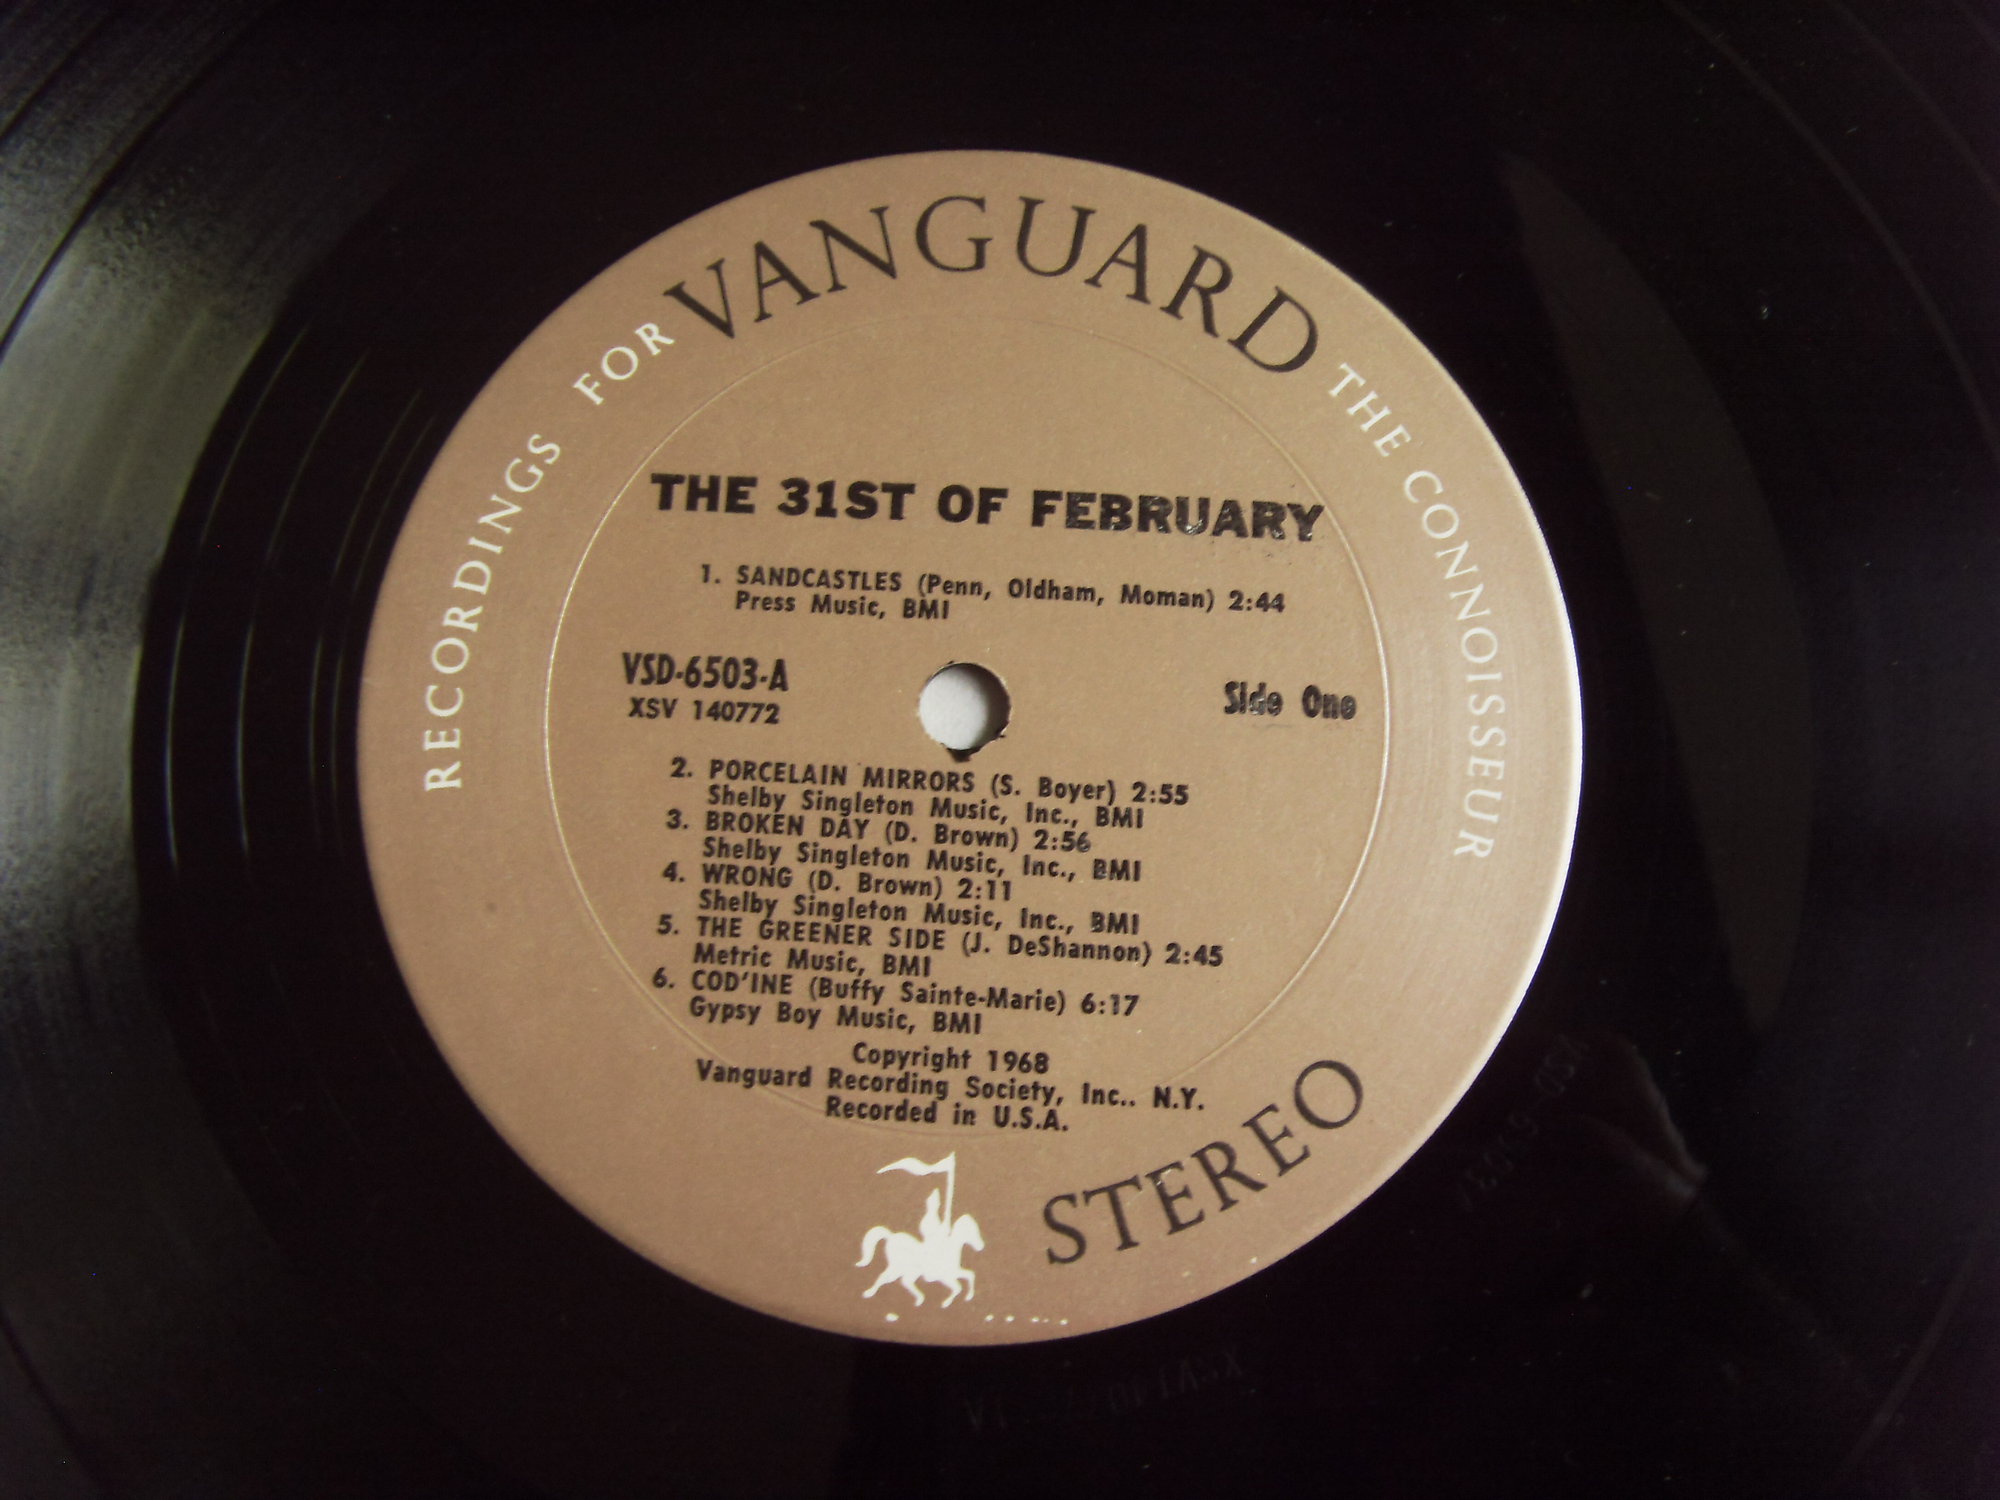 RECORDINGS FOR VANGUARD THE CONNOISSEUR
THE 31ST OF FEBRUARY
1. SANDCASTLES (Penn, Oldham, Moman) 2:44
Press Music, BMI
VSD-6503-A
XSV 140772
Side One
2. PORCELAIN MIRRORS (S. Boyer) 2:55
Shelby Singleton Music, Inc., BMI
3. BROKEN DAY (D. Brown) 2:56
Shelby Singleton Music, Inc., BMI
4. WRONG (D. Brown) 2:11
Shelby Singleton Music, Inc., BMI
5. THE GREENER SIDE (J. DeShannon) 2:45
Metric Music, BMI
6. COD'INE (Buffy Sainte-Marie) 6:17
Gypsy Boy Music, BMI
Copyright 1968
Vanguard Recording Society, Inc.. N.Y.
Recorded in U.S.A.
STEREO